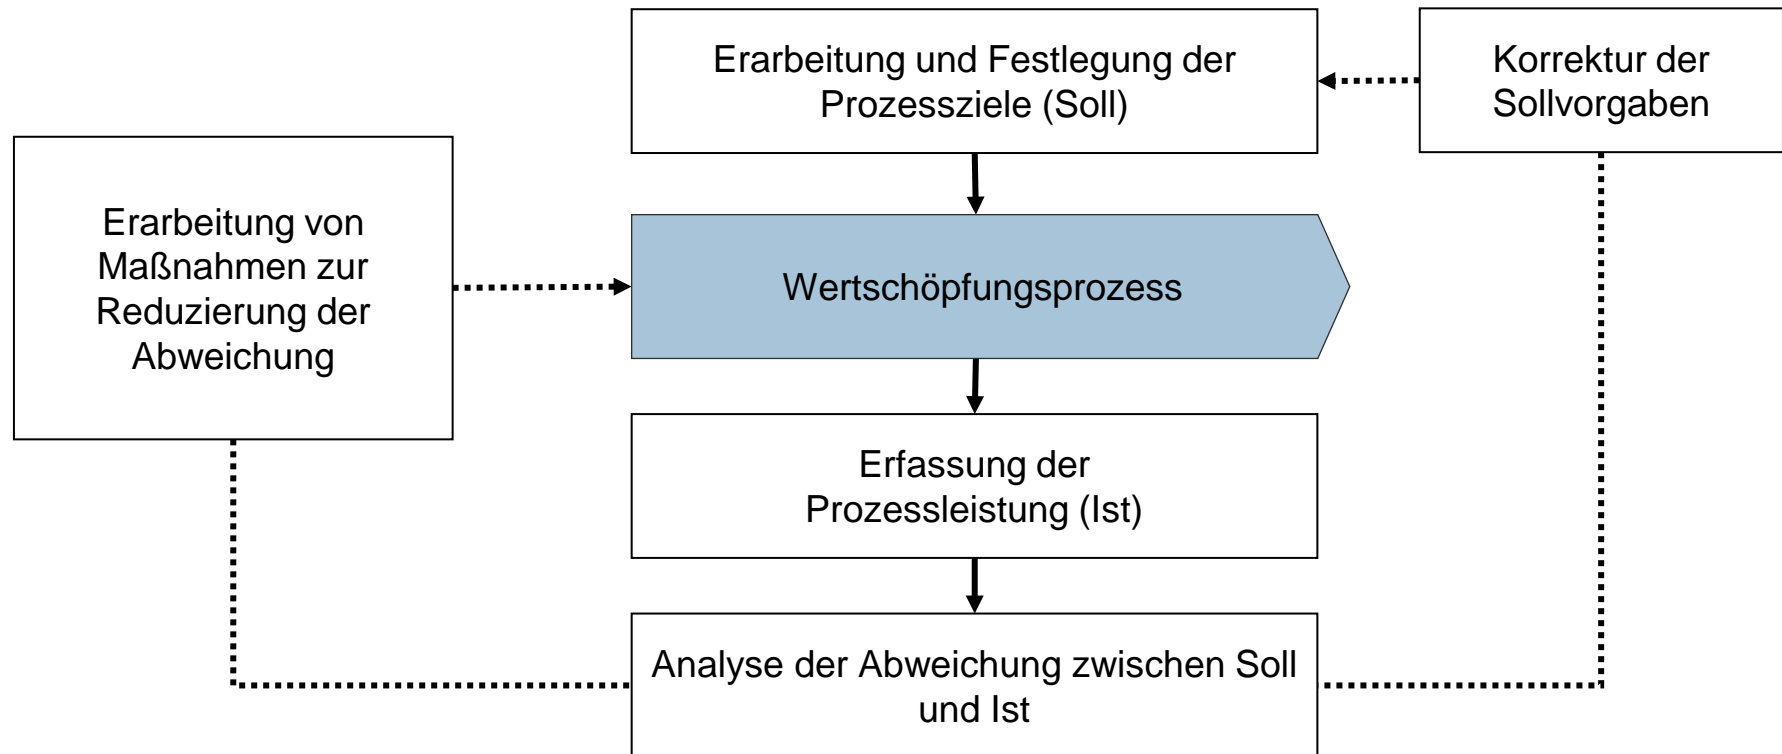 Erarbeitung und Festlegung der
Prozessziele (Soll)
Korrektur der
Sollvorgaben
Erarbeitung von
Maßnahmen zur
Reduzierung der
Abweichung
Wertschöpfungsprozess
Erfassung der
Prozessleistung (Ist)
Analyse der Abweichung zwischen Soll
und Ist